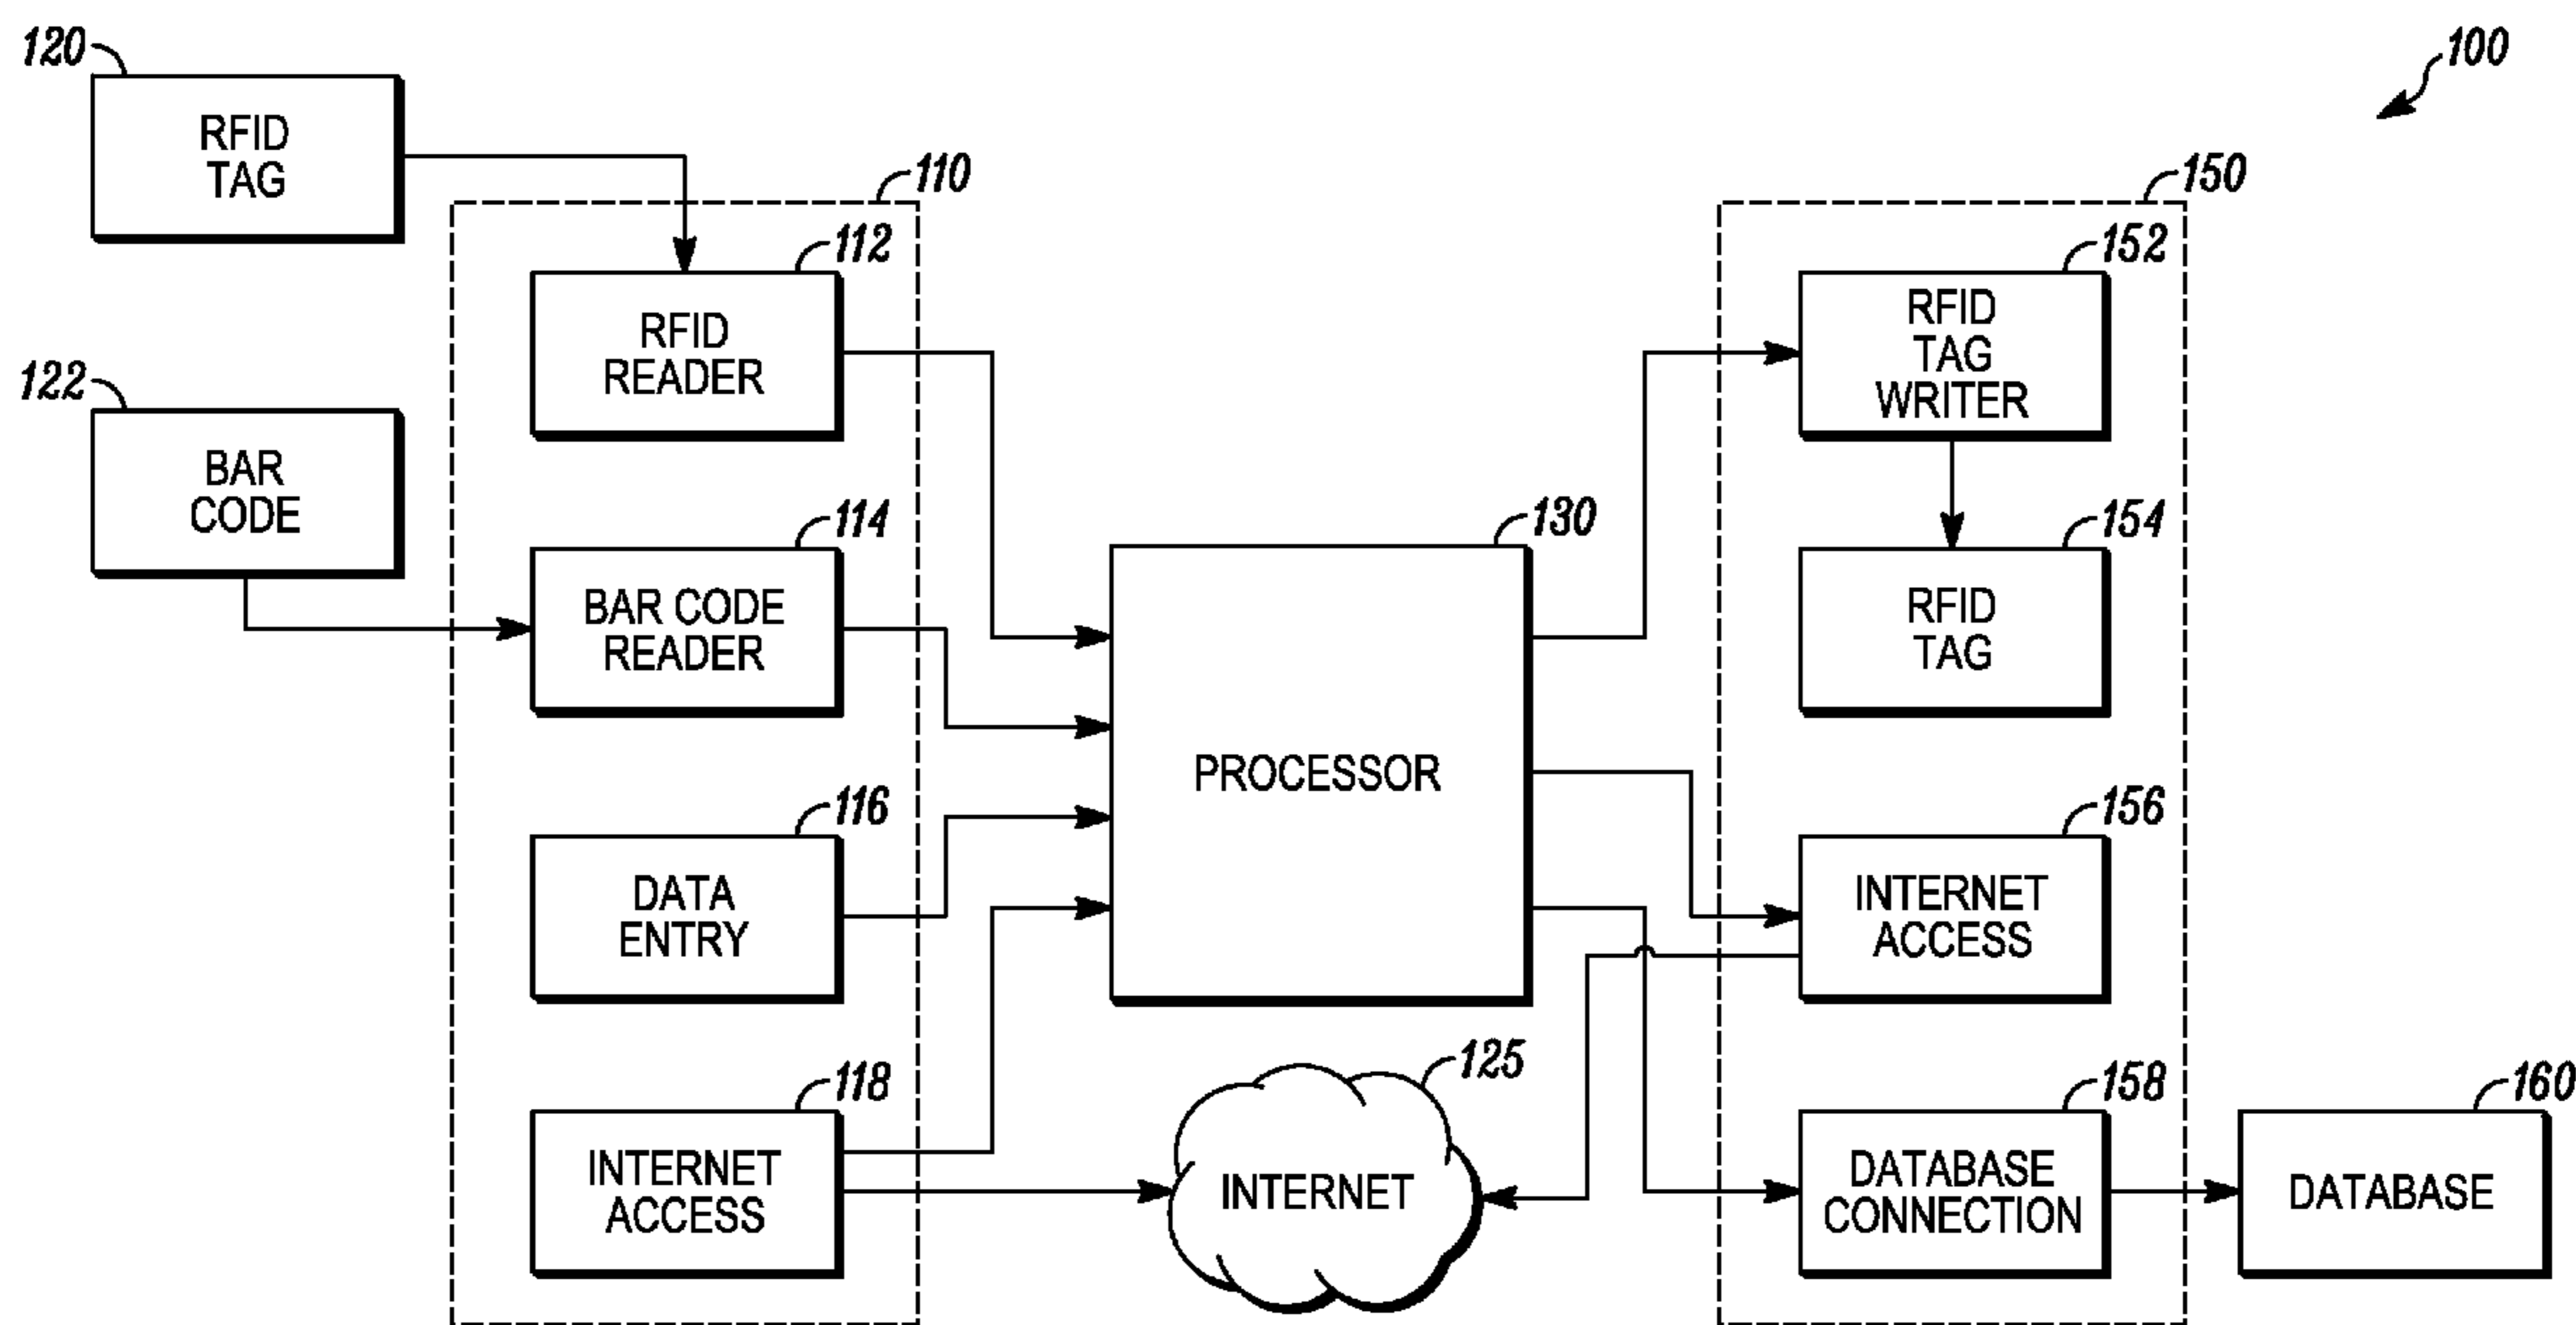 100
120
RFID
TAG
110
150
112
RFID
READER
152
RFID
TAG
WRITER
122
BAR
CODE
114
BAR CODE
READER
130
PROCESSOR
154
RFID
TAG
116
DATA
ENTRY
156
INTERNET
ACCESS
118
INTERNET
ACCESS
125
INTERNET
158
DATABASE
CONNECTION
160
DATABASE